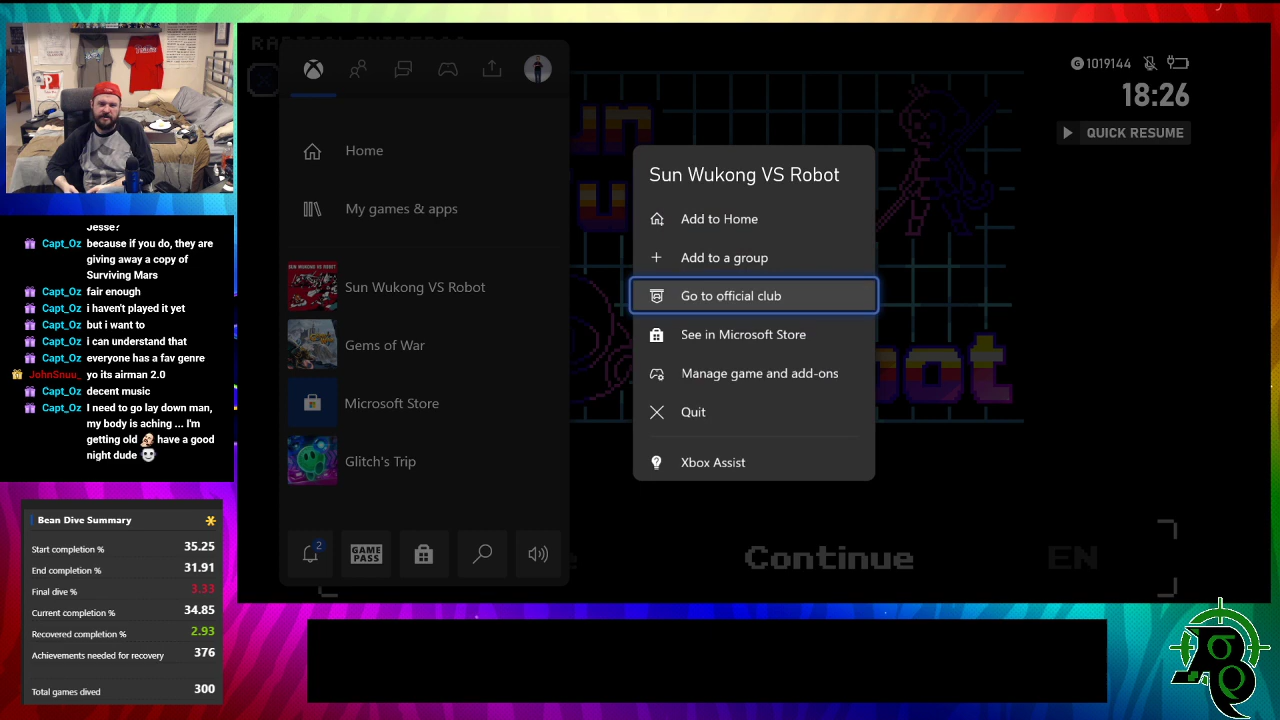 1019144
18:26
QUICK RESUME
Home
My games & apps
Sun Wukong VS Robot
Gems of War
Microsoft Store
Glitch's Trip
2
GAME
PASS
Sun Wukong VS Robot
Add to Home
Add to a group
Go to official club
See in Microsoft Store
Manage game and add-ons
Quit
Xbox Assist
Continue
EN
Jesse?
Capt_Oz because if you do, they are
giving away a copy of
Surviving Mars
Capt_Oz fair enough
Capt_Oz i haven't played it yet
Capt_Oz but i want to
Capt_Oz i can understand that
Capt_Oz everyone has a fav genre
JohnSnuu_ yo its airman 2.0
Capt_Oz decent music
Capt_Oz I need to go lay down man,
my body is aching ... I'm
getting old have a good
night dude
Bean Dive Summary
Start completion % 35.25
End completion % 31.91
Final dive % 3.33
Current completion % 34.85
Recovered completion % 2.93
Achievements needed for recovery 376
Total games dived 300